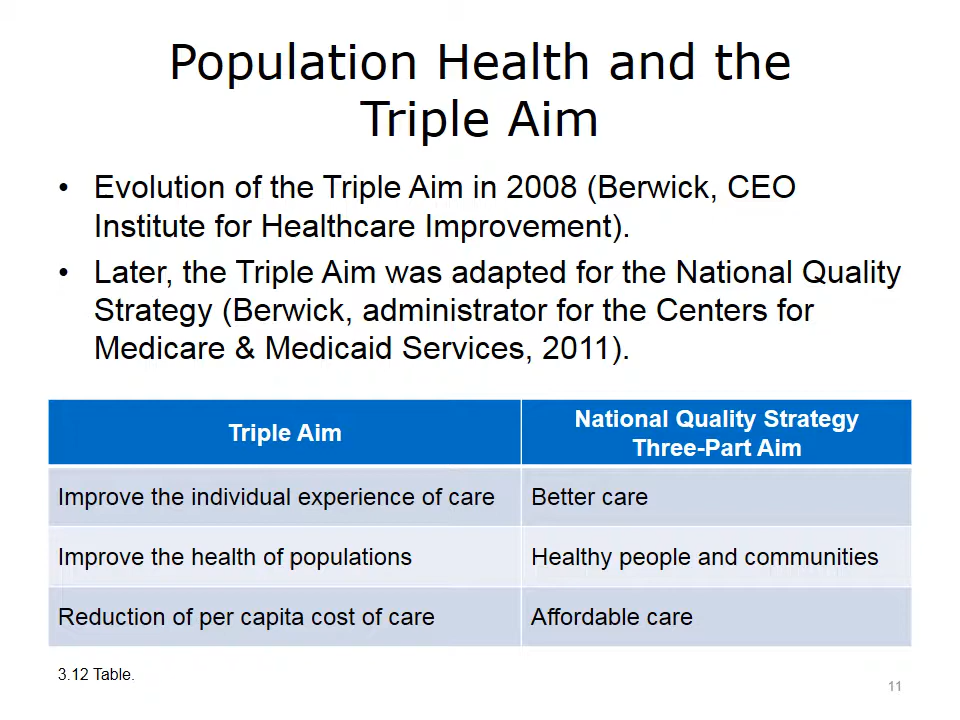 Population Health and the
Triple Aim
• Evolution of the Triple Aim in 2008 (Berwick, CEO
Institute for Healthcare Improvement).
• Later, the Triple Aim was adapted for the National Quality
Strategy (Berwick, administrator for the Centers for
Medicare & Medicaid Services, 2011).
Triple Aim
National Quality Strategy
Three-Part Aim
Improve the individual experience of care
Better care
Improve the health of populations
Healthy people and communities
Reduction of per capita cost of care
Affordable care
3.12 Table.
11